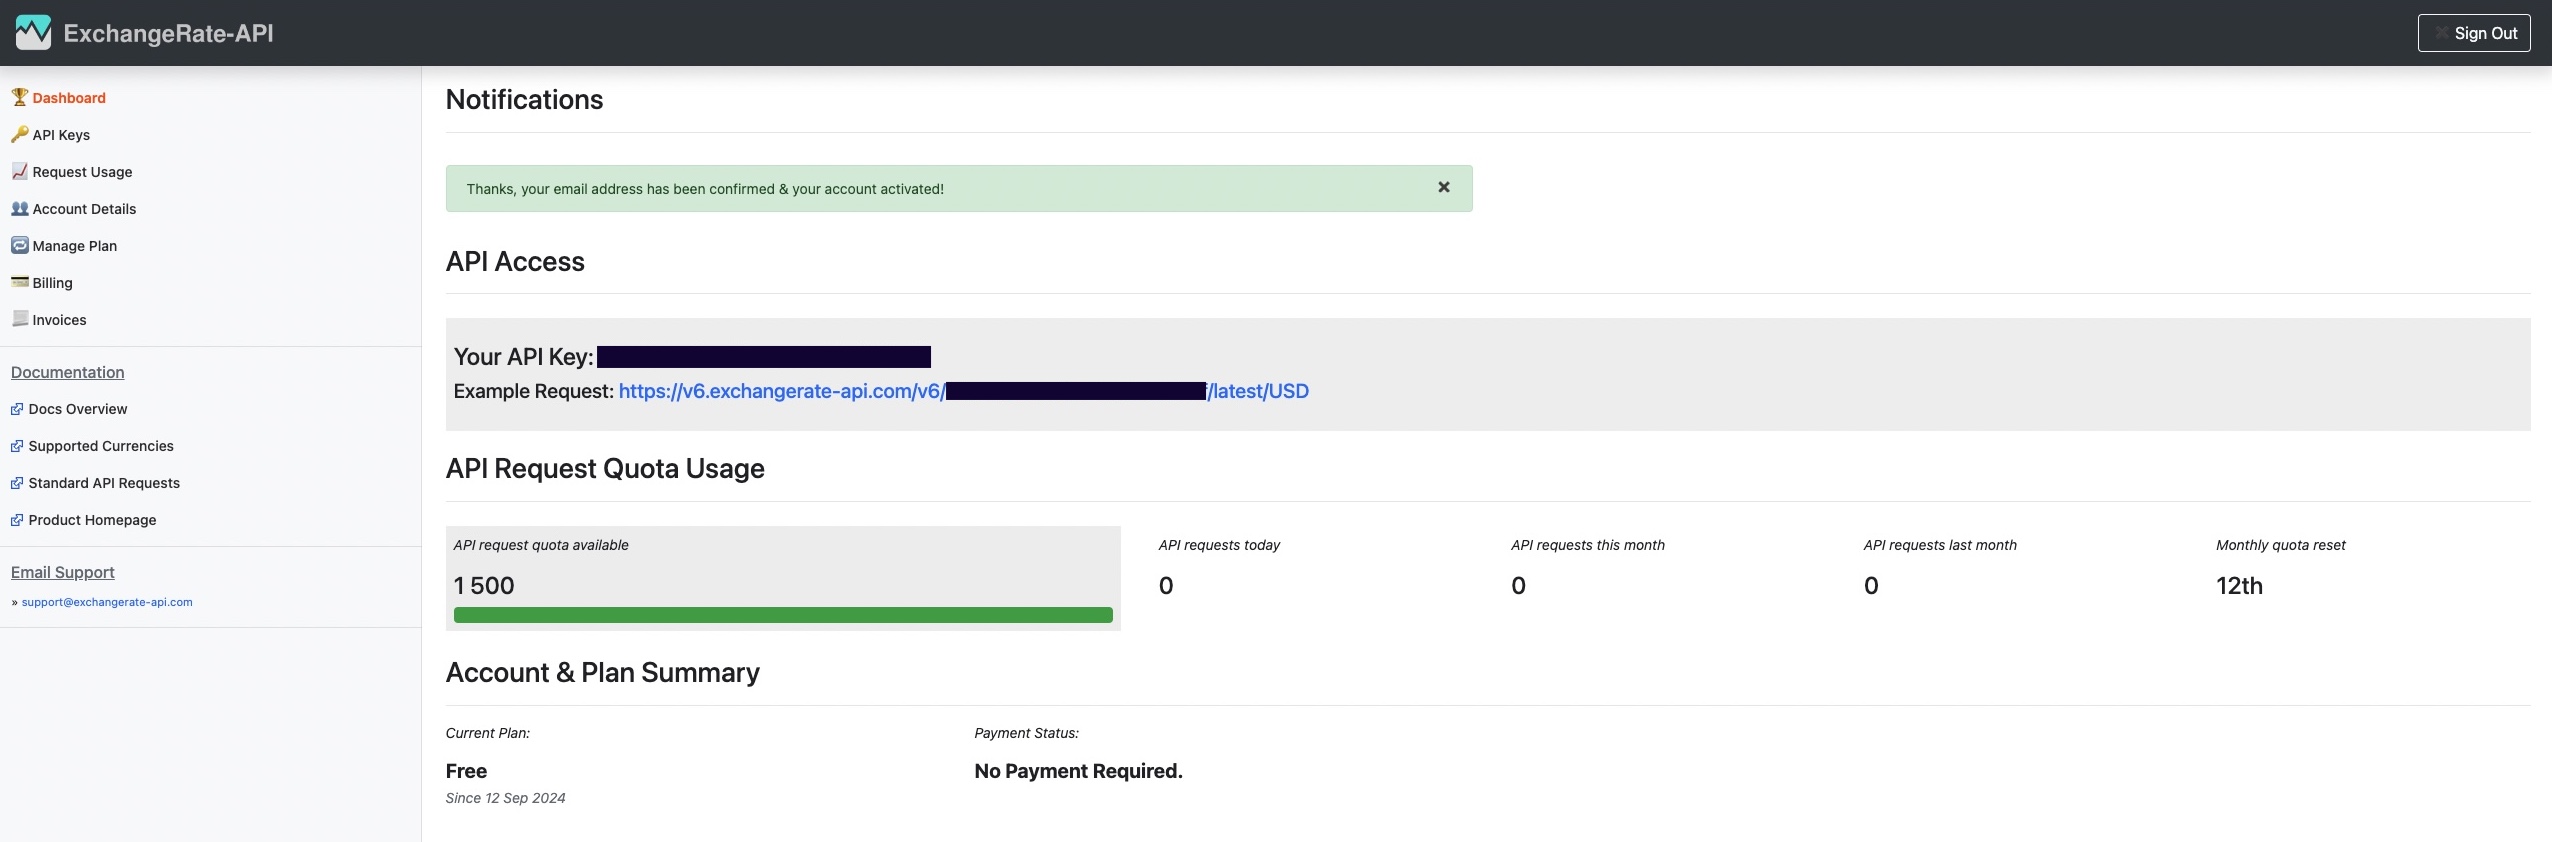 ExchangeRate-API
Sign Out
Dashboard
API Keys
Request Usage
Account Details
Manage Plan
Billing
Invoices
Documentation
Docs Overview
Supported Currencies
Standard API Requests
Product Homepage
Email Support
» support@exchangerate-api.com
Notifications
Thanks, your email address has been confirmed & your account activated!
API Access
Your API Key:
Example Request: https://v6.exchangerate-api.com/v6/ /latest/USD
API Request Quota Usage
API request quota available
1 500
API requests today
0
API requests this month
0
API requests last month
0
Monthly quota reset
12th
Account & Plan Summary
Current Plan:
Free
Since 12 Sep 2024
Payment Status:
No Payment Required.